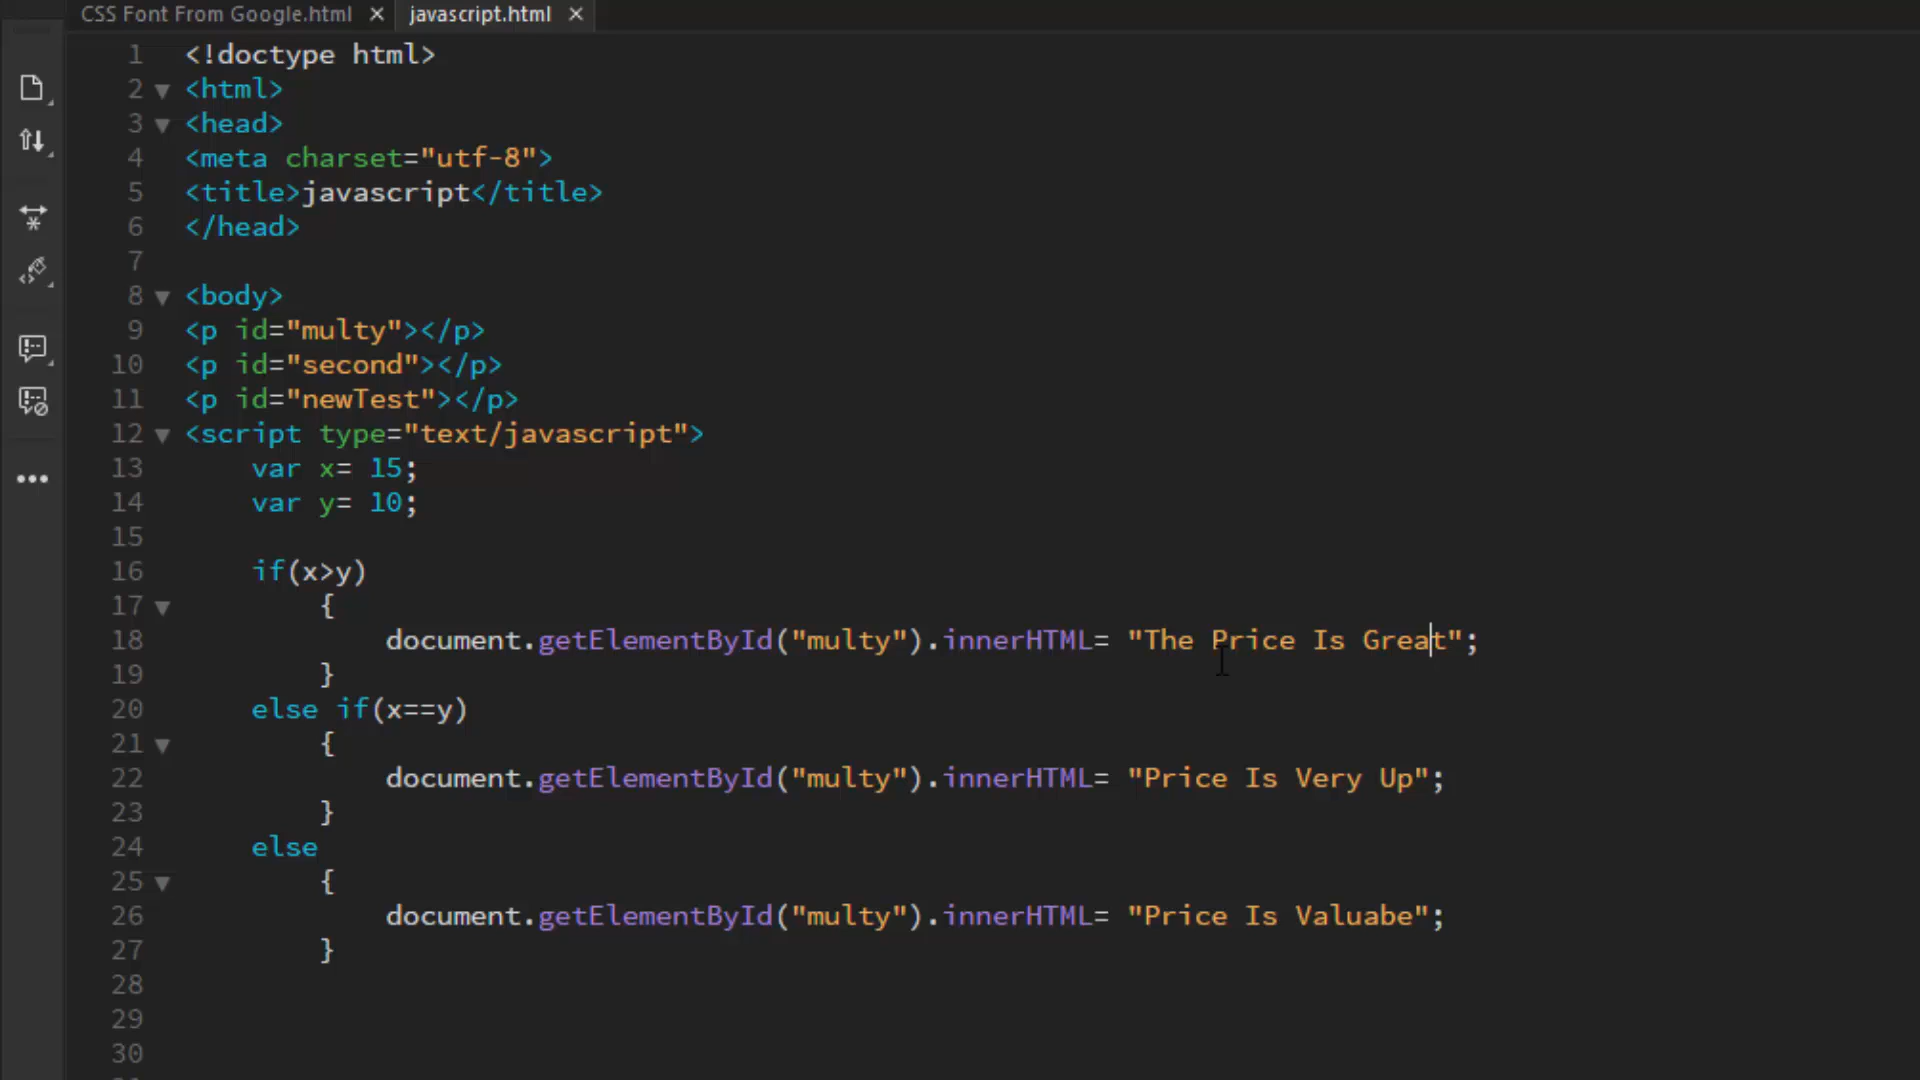 CSS Font From Google.html × javascript.html ×
1 <!doctype html>
2 ▼ <html>
3 ▼ <head>
4 <meta charset="utf-8">
5 <title>javascript</title>
6 </head>
7
8 ▼ <body>
9 <p id="multy"></p>
10 <p id="second"></p>
11 <p id="newTest"></p>
12 ▼ <script type="text/javascript">
13 var x= 15;
14 var y= 10;
15
16 if(x>y)
17 ▼ {
18 document.getElementById("multy").innerHTML= "The Price Is Great";
19 }
20 else if(x==y)
21 ▼ {
22 document.getElementById("multy").innerHTML= "Price Is Very Up";
23 }
24 else
25 ▼ {
26 document.getElementById("multy").innerHTML= "Price Is Valuabe";
27 }
28
29
30